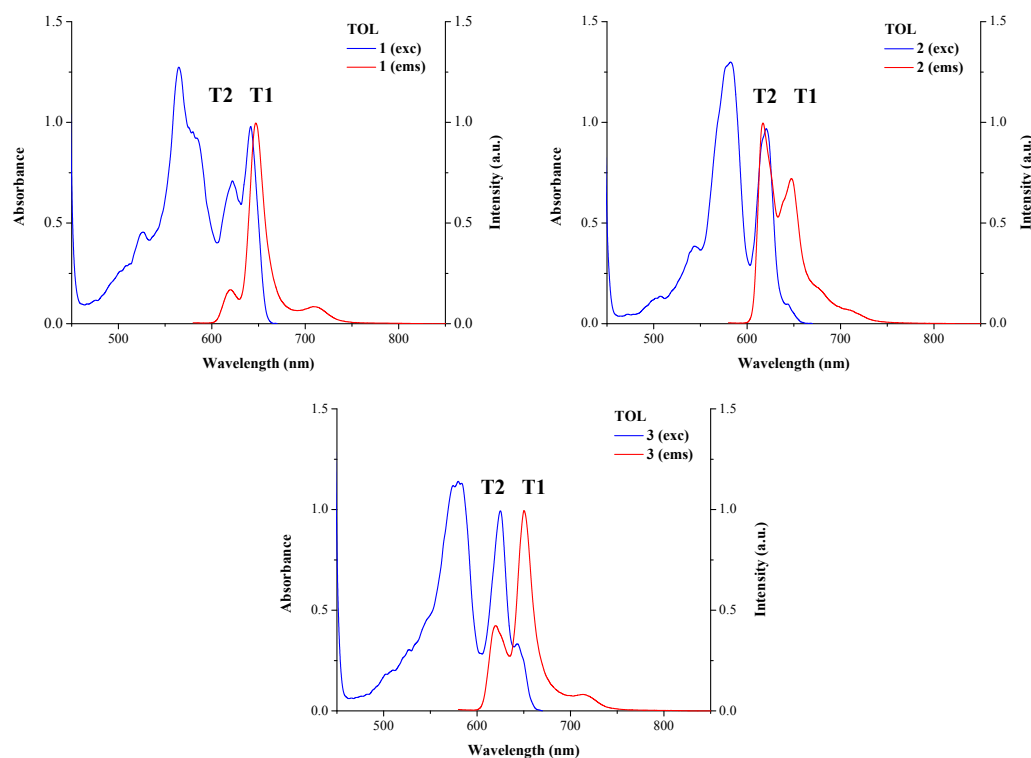 TOL
1 (exc)
1 (ems)
T2 T1
1.5
1.0
0.5
0.0
Absorbance
1.5
1.0
0.5
0.0
Intensity (a.u.)
500 600 700 800
Wavelength (nm)
TOL
2 (exc)
2 (ems)
T2 T1
1.5
1.0
0.5
0.0
Absorbance
1.5
1.0
0.5
0.0
Intensity (a.u.)
500 600 700 800
Wavelength (nm)
TOL
3 (exc)
3 (ems)
T2 T1
1.5
1.0
0.5
0.0
Absorbance
1.5
1.0
0.5
0.0
Intensity (a.u.)
500 600 700 800
Wavelength (nm)